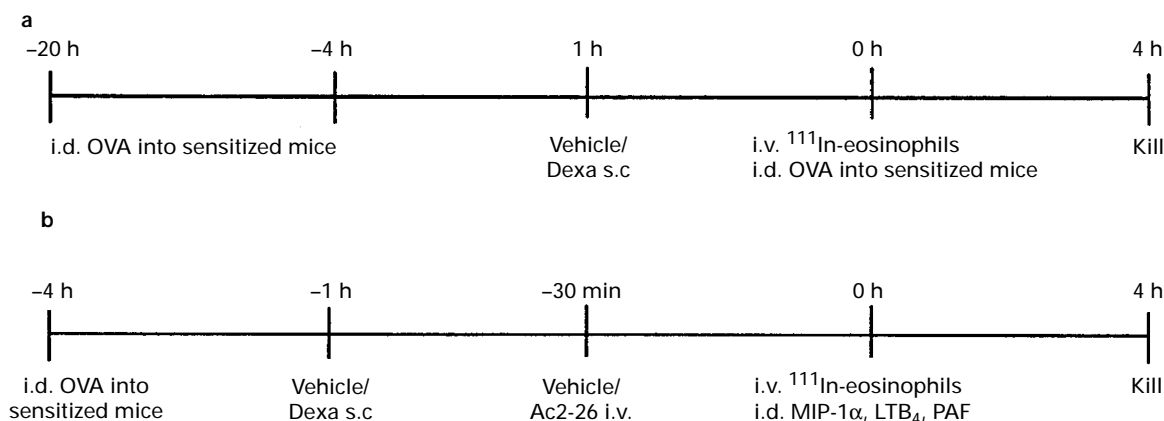 a
–20 h –4 h 1 h 0 h 4 h
i.d. OVA into sensitized mice Vehicle/ i.v. ¹¹¹In-eosinophils Kill
Dexa s.c i.d. OVA into sensitized mice
b
–4 h –1 h –30 min 0 h 4 h
i.d. OVA into Vehicle/ Vehicle/ i.v. ¹¹¹In-eosinophils Kill
sensitized mice Dexa s.c Ac2-26 i.v. i.d. MIP-1α, LTB₄, PAF